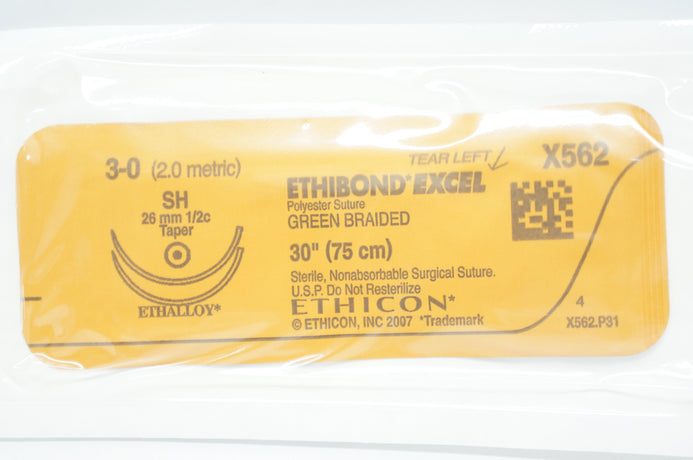 3-0 (2.0 metric)
SH
26 mm 1/2c
Taper
ETHALLOY*
TEAR LEFT
X562
ETHIBOND*EXCEL
Polyester Suture
GREEN BRAIDED
30" (75 cm)
Sterile, Nonabsorbable Surgical Suture.
U.S.P. Do Not Resterilize
ETHICON*
© ETHICON, INC 2007 *Trademark
4
X562.P31